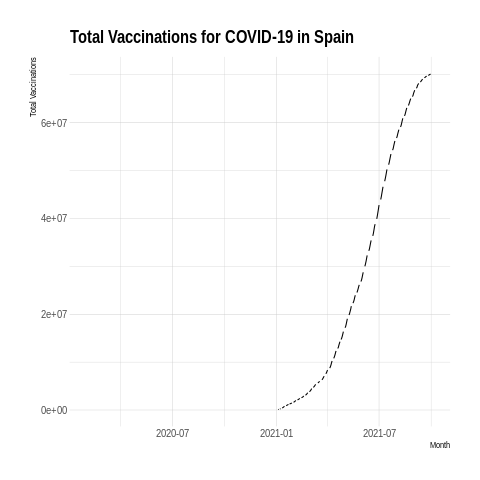 Total Vaccinations for COVID-19 in Spain
Total Vaccinations
6e+07
4e+07
2e+07
0e+00
2020-07 2021-01 2021-07
Month